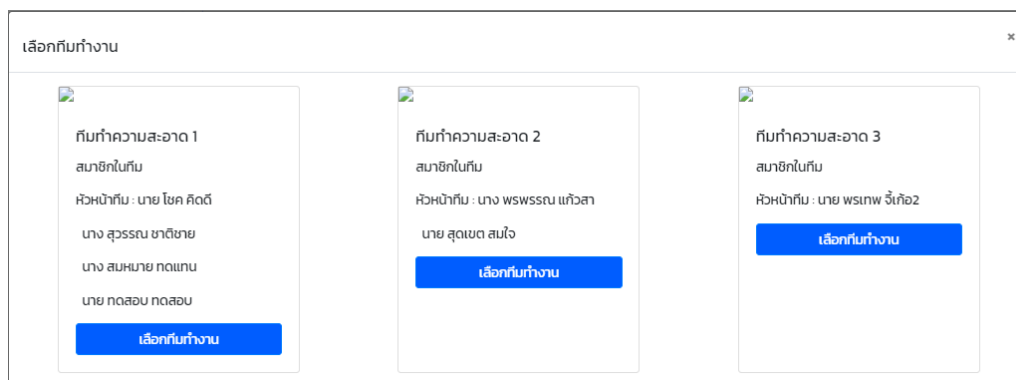 เลือกทีมทำงาน
×
ทีมทำความสะอาด 1
สมาชิกในทีม
หัวหน้าทีม : นาย โชค คิดดี
นาง สุวรรณ ชาติชาย
นาง สมหมาย ทดแทน
นาย ทดสอบ ทดสอบ
เลือกทีมทำงาน
ทีมทำความสะอาด 2
สมาชิกในทีม
หัวหน้าทีม : นาง พรพรรณ แก้วสา
นาย สุดเขต สมใจ
เลือกทีมทำงาน
ทีมทำความสะอาด 3
สมาชิกในทีม
หัวหน้าทีม : นาย พรเทพ จี้เก้อ2
เลือกทีมทำงาน